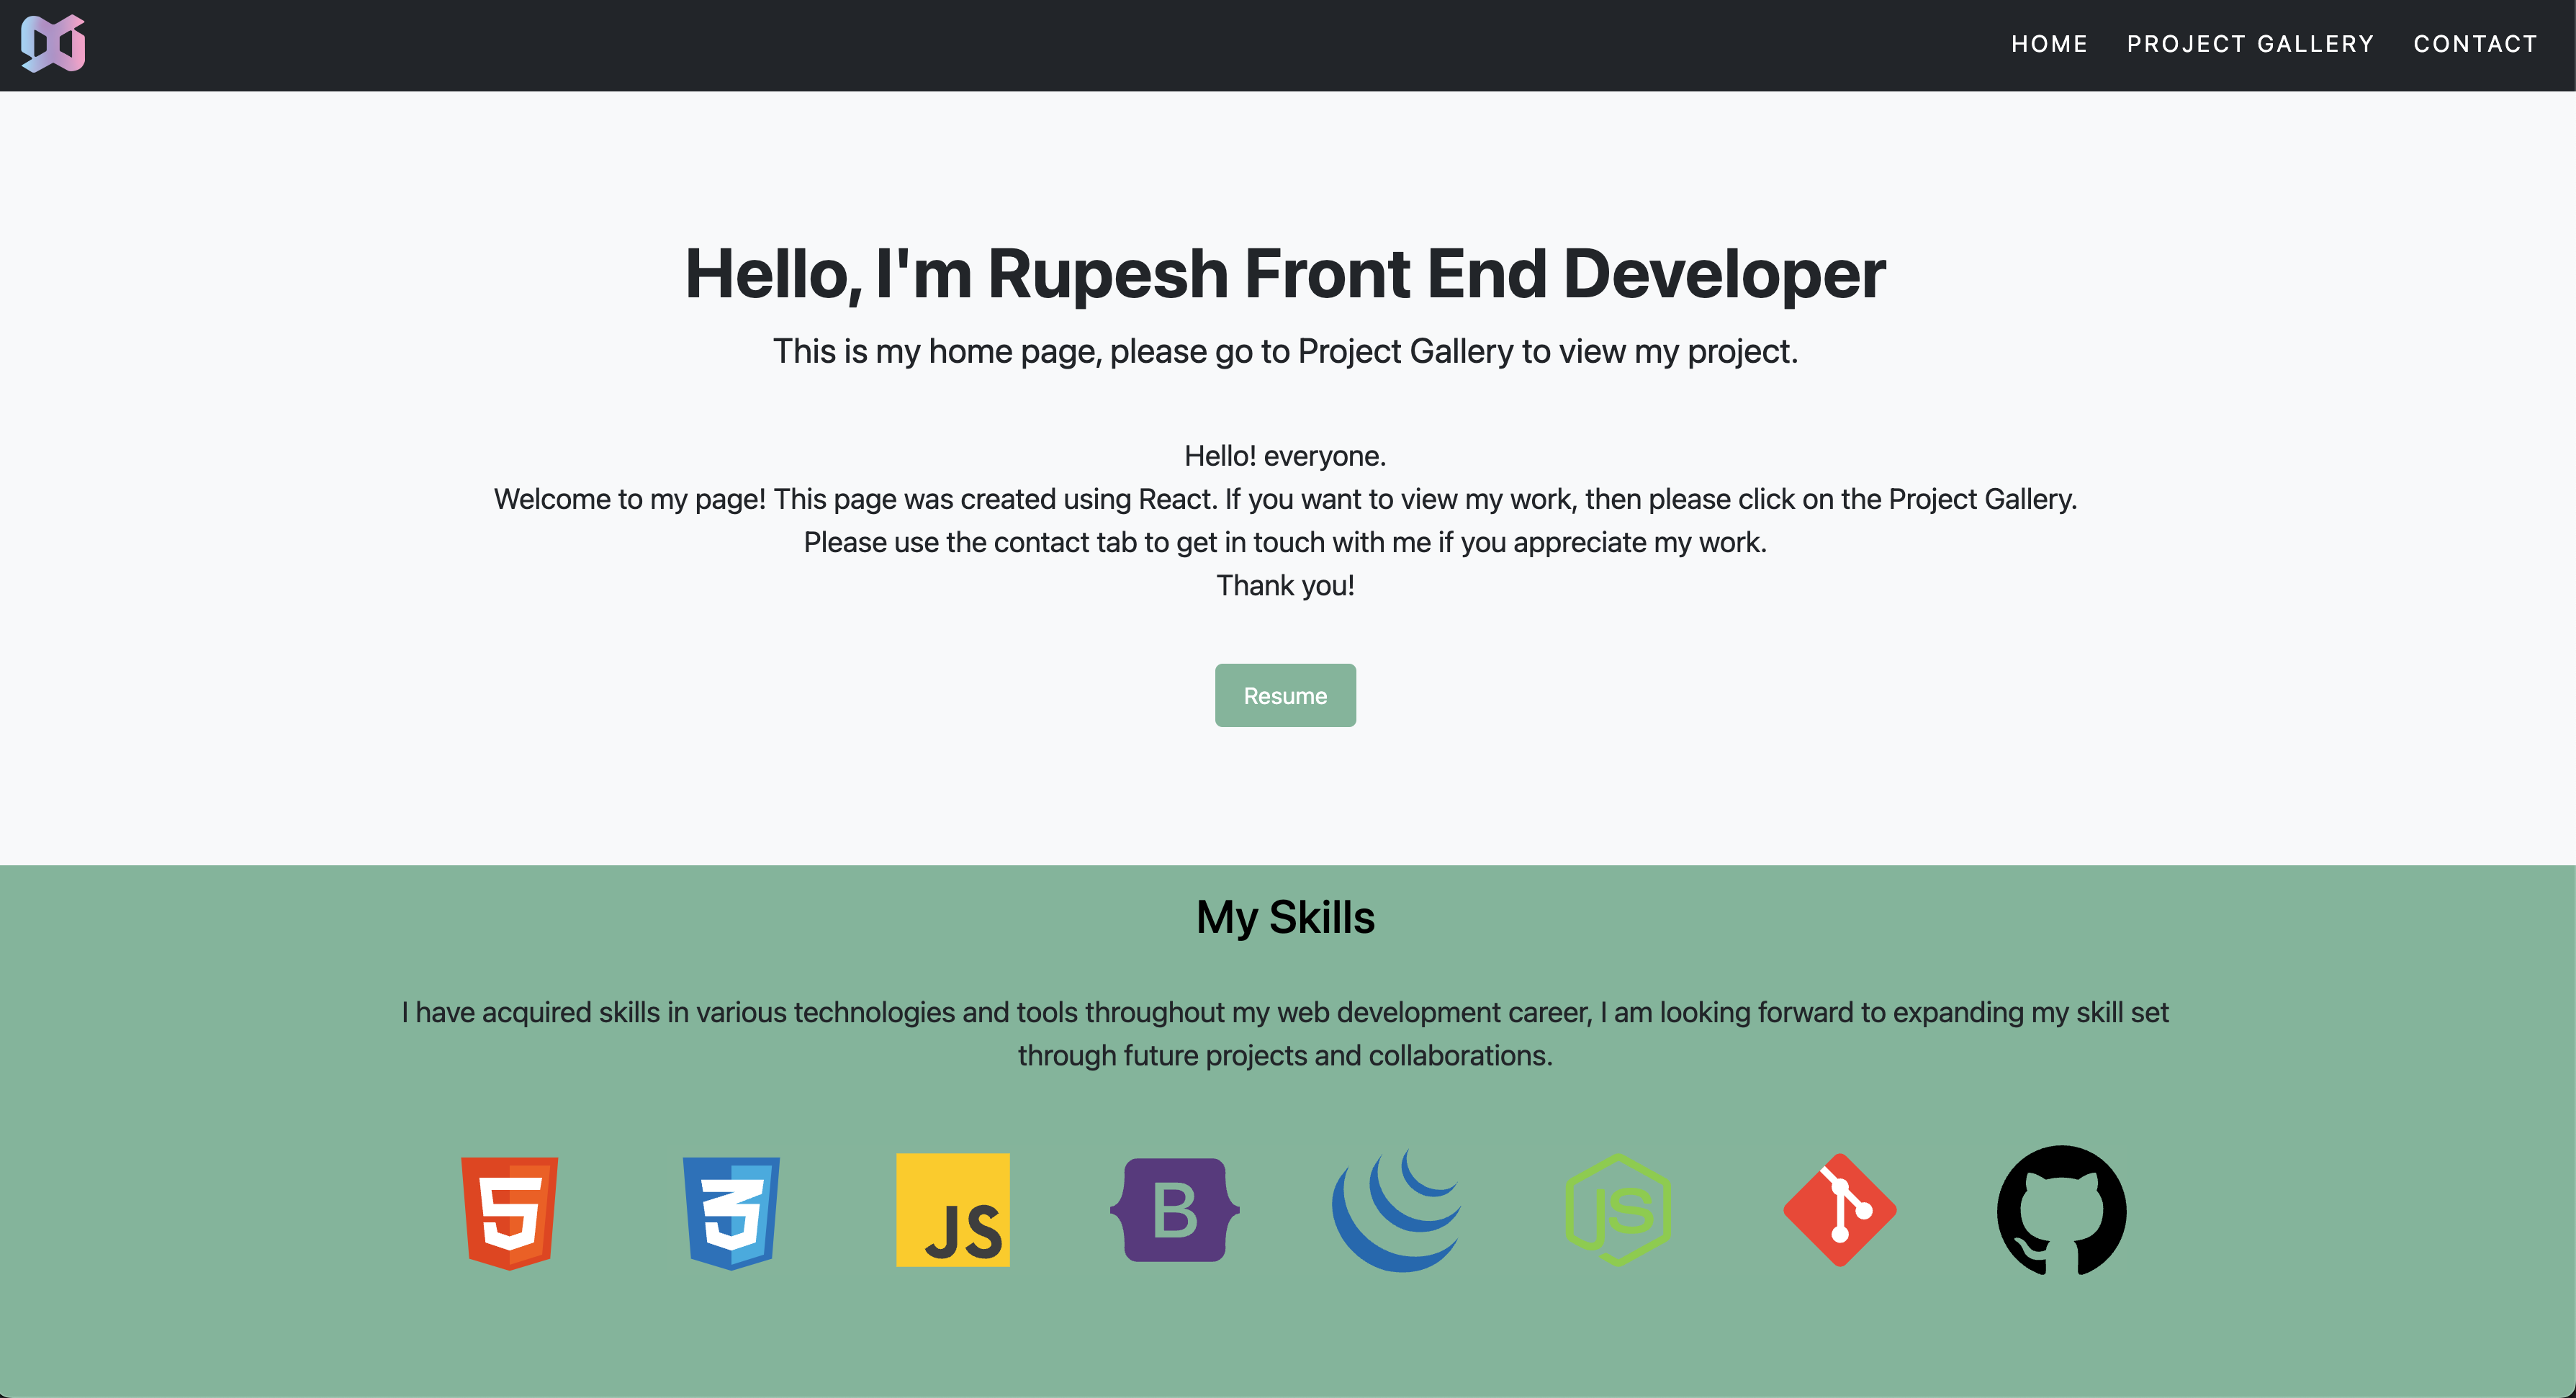 HOME PROJECT GALLERY CONTACT
Hello, I'm Rupesh Front End Developer
This is my home page, please go to Project Gallery to view my project.
Hello! everyone.
Welcome to my page! This page was created using React. If you want to view my work, then please click on the Project Gallery.
Please use the contact tab to get in touch with me if you appreciate my work.
Thank you!
Resume
My Skills
I have acquired skills in various technologies and tools throughout my web development career, I am looking forward to expanding my skill set
through future projects and collaborations.
5 3 JS B JS